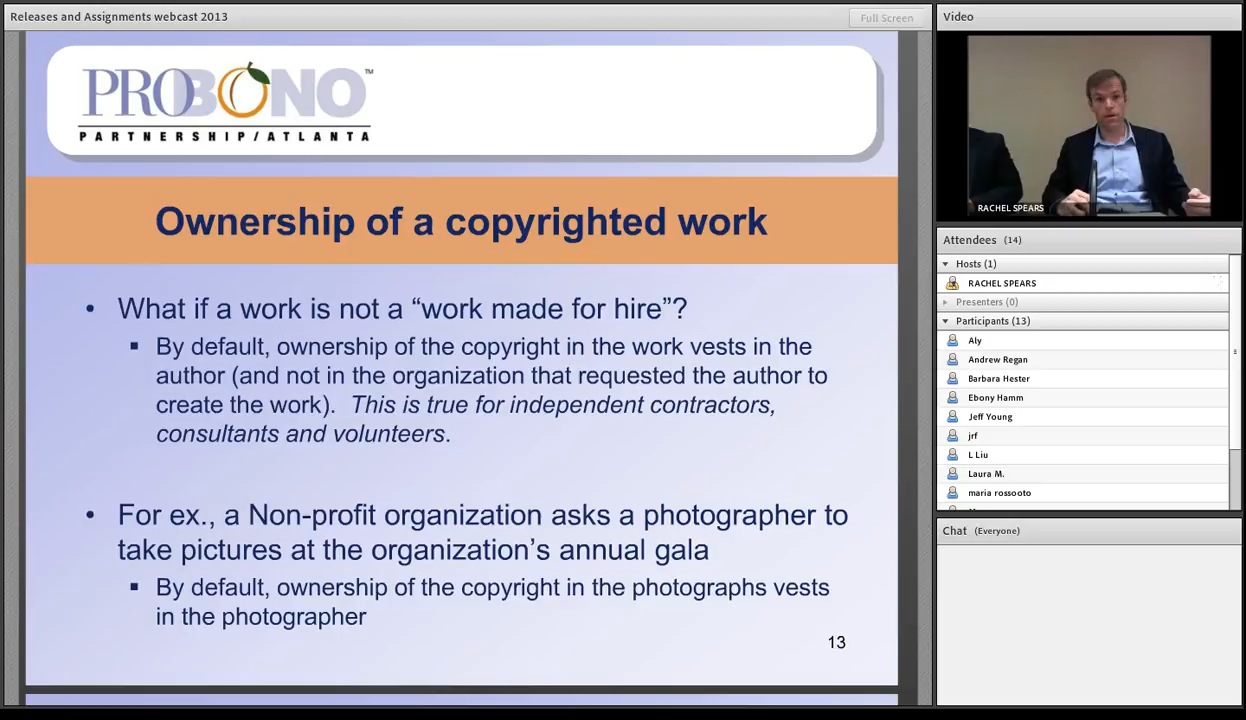 Releases and Assignments webcast 2013
Full Screen
PROBONO™
PARTNERSHIP/ATLANTA
Ownership of a copyrighted work
• What if a work is not a “work made for hire”?
▪ By default, ownership of the copyright in the work vests in the
author (and not in the organization that requested the author to
create the work). This is true for independent contractors,
consultants and volunteers.
• For ex., a Non-profit organization asks a photographer to
take pictures at the organization’s annual gala
▪ By default, ownership of the copyright in the photographs vests
in the photographer
13
Video
RACHEL SPEARS
Attendees (14)
Hosts (1)
RACHEL SPEARS
Presenters (0)
Participants (13)
Aly
Andrew Regan
Barbara Hester
Ebony Hamm
Jeff Young
jrf
L Liu
Laura M.
maria rossooto
Chat (Everyone)